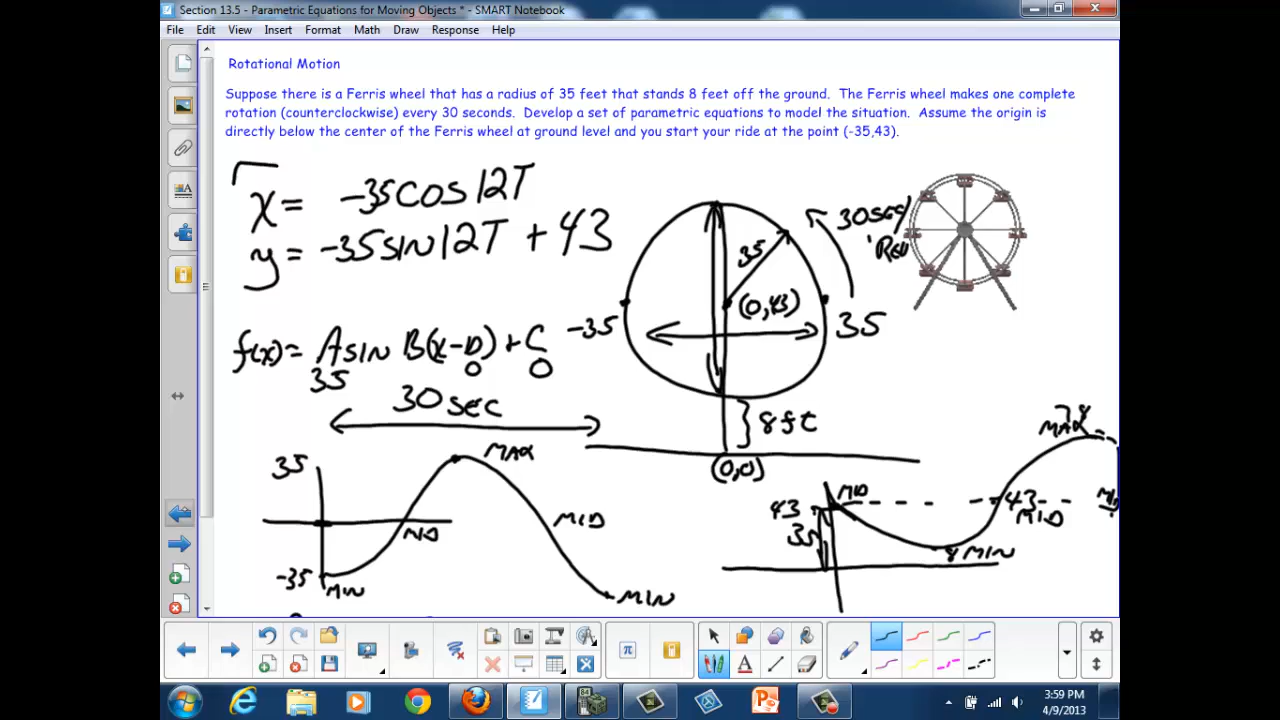 Section 13.5 - Parametric Equations for Moving Objects * - SMART Notebook
File Edit View Insert Format Math Draw Response Help
Rotational Motion
Suppose there is a Ferris wheel that has a radius of 35 feet that stands 8 feet off the ground. The Ferris wheel makes one complete
rotation (counterclockwise) every 30 seconds. Develop a set of parametric equations to model the situation. Assume the origin is
directly below the center of the Ferris wheel at ground level and you start your ride at the point (-35,43).
x = -35cos12T
y = -35sin12T + 43
30sec/
Rev
35
(0,43)
-35
35
f(x) = A sin B(x-D) + C
35 0 0
30 sec
8ft
(0,0)
35
MAX
MID
MID
-35
MIN
MIN
78
MAX
MID
43
43
MID
35
8 MIN
3:59 PM
4/9/2013